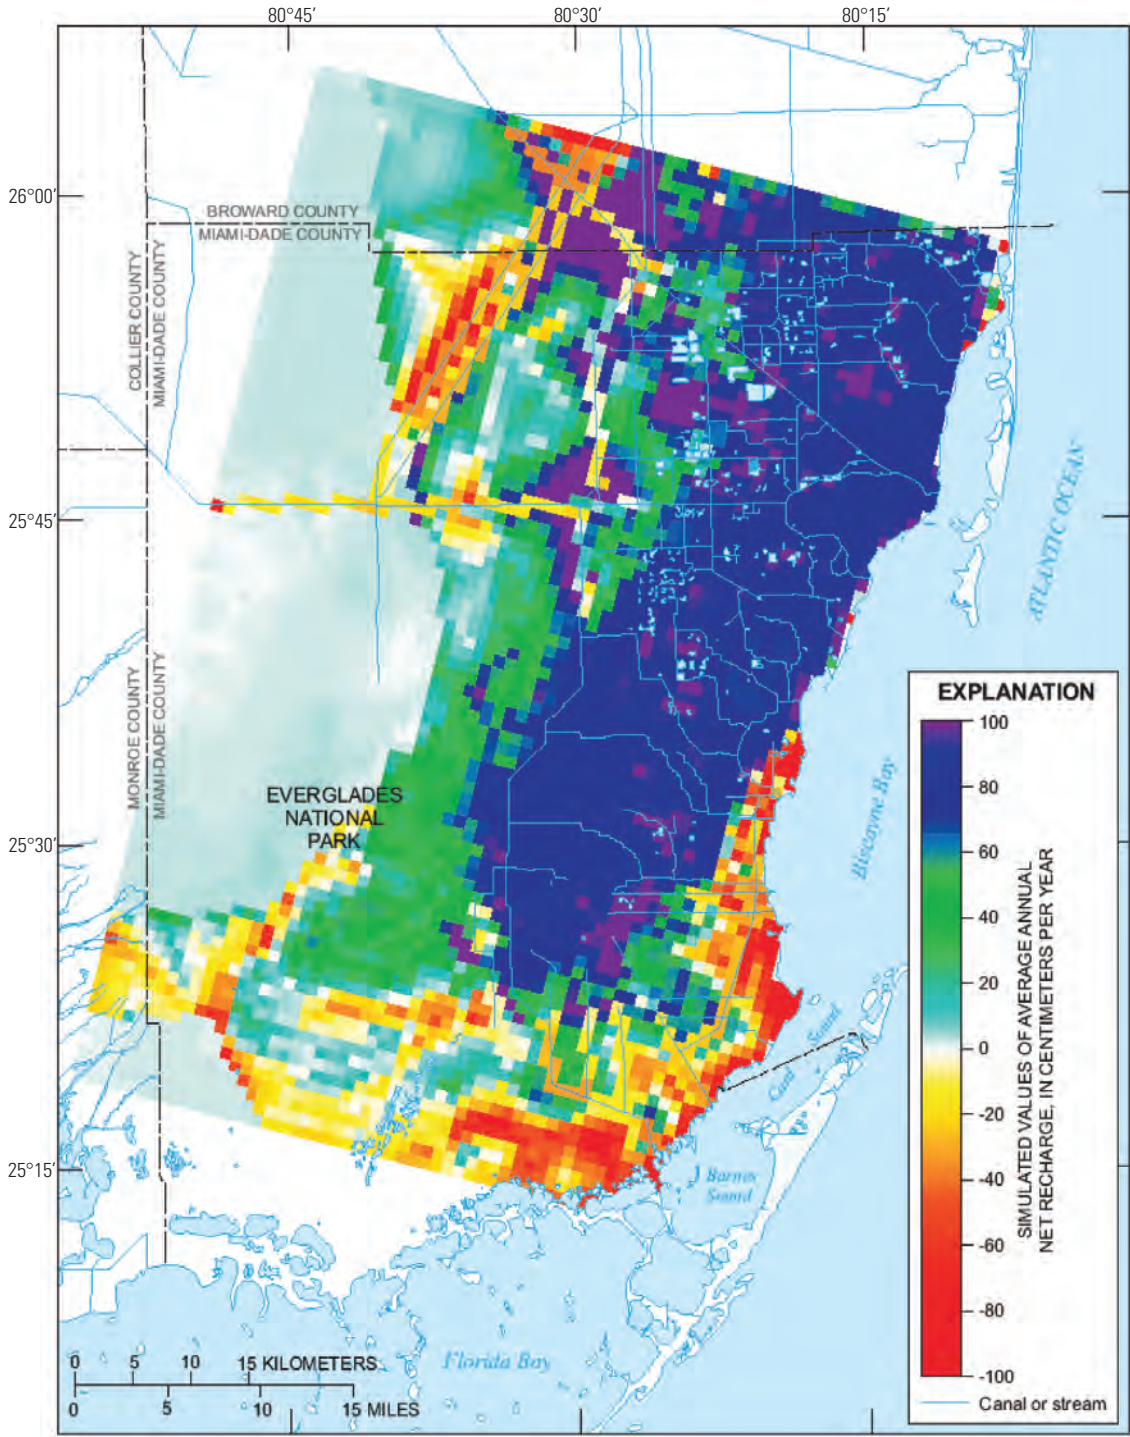 80°45′ 80°30′ 80°15′
26°00′
BROWARD COUNTY
MIAMI-DADE COUNTY
COLLIER COUNTY
MIAMI-DADE COUNTY
25°45′
ATLANTIC OCEAN
MONROE COUNTY
MIAMI-DADE COUNTY
EVERGLADES
NATIONAL
PARK
25°30′
Biscayne Bay
Card Sound
25°15′
Barnes
Sound
Florida Bay
EXPLANATION
100
80
60
40
20
0
-20
-40
-60
-80
-100
SIMULATED VALUES OF AVERAGE ANNUAL
NET RECHARGE, IN CENTIMETERS PER YEAR
Canal or stream
0 5 10 15 KILOMETERS
0 5 10 15 MILES